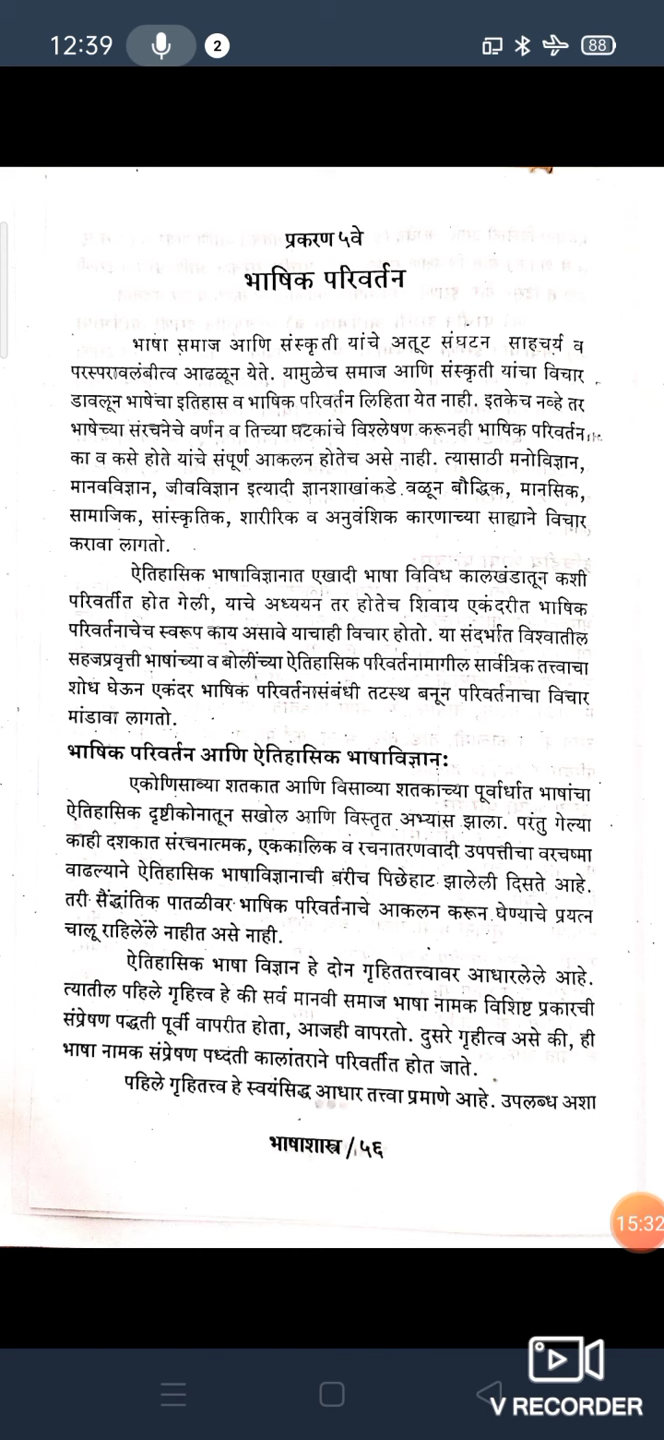 12:39
2
88
प्रकरण ५वे
भाषिक परिवर्तन
भाषा समाज आणि संस्कृती यांचे अतूट संघटन साहचर्य व
परस्परावलंबीत्व आढळून येते. यामुळेच समाज आणि संस्कृती यांचा विचार
डावलून भाषेचा इतिहास व भाषिक परिवर्तन लिहिता येत नाही. इतकेच नव्हे तर
भाषेच्या संरचनेचे वर्णन व तिच्या घटकांचे विश्लेषण करूनही भाषिक परिवर्तन
का व कसे होते यांचे संपूर्ण आकलन होतेच असे नाही. त्यासाठी मनोविज्ञान,
मानवविज्ञान, जीवविज्ञान इत्यादी ज्ञानशाखांकडे वळून बौद्धिक, मानसिक,
सामाजिक, सांस्कृतिक, शारीरिक व अनुवंशिक कारणाच्या साह्याने विचार
करावा लागतो.
ऐतिहासिक भाषाविज्ञानात एखादी भाषा विविध कालखंडातून कशी
परिवर्तीत होत गेली, याचे अध्ययन तर होतेच शिवाय एकंदरीत भाषिक
परिवर्तनाचेच स्वरूप काय असावे याचाही विचार होतो. या संदर्भात विश्वातील
सहजप्रवृत्ती भाषांच्या व बोलींच्या ऐतिहासिक परिवर्तनामागील सार्वत्रिक तत्त्वाचा
शोध घेऊन एकंदर भाषिक परिवर्तनासंबंधी तटस्थ बनून परिवर्तनाचा विचार
मांडावा लागतो.
भाषिक परिवर्तन आणि ऐतिहासिक भाषाविज्ञान:
एकोणिसाव्या शतकात आणि विसाव्या शतकाच्या पूर्वार्धात भाषांचा
ऐतिहासिक दृष्टीकोनातून सखोल आणि विस्तृत अभ्यास झाला. परंतु गेल्या
काही दशकात संरचनात्मक, एककालिक व रचनातरणवादी उपपत्तीचा वरचष्मा
वाढल्याने ऐतिहासिक भाषाविज्ञानाची बरीच पिछेहाट झालेली दिसते आहे.
तरी सैंद्धांतिक पातळीवर भाषिक परिवर्तनाचे आकलन करून घेण्याचे प्रयत्न
चालू राहिलेले नाहीत असे नाही.
ऐतिहासिक भाषा विज्ञान हे दोन गृहिततत्त्वावर आधारलेले आहे.
त्यातील पहिले गृहित्त्व हे की सर्व मानवी समाज भाषा नामक विशिष्ट प्रकारची
संप्रेषण पद्धती पूर्वी वापरीत होता, आजही वापरतो. दुसरे गृहीत्व असे की, ही
भाषा नामक संप्रेषण पध्दती कालांतराने परिवर्तीत होत जाते.
पहिले गृहितत्त्व हे स्वयंसिद्ध आधार तत्त्वा प्रमाणे आहे. उपलब्ध अशा
भाषाशास्त्र / ५६
15:32
V RECORDER